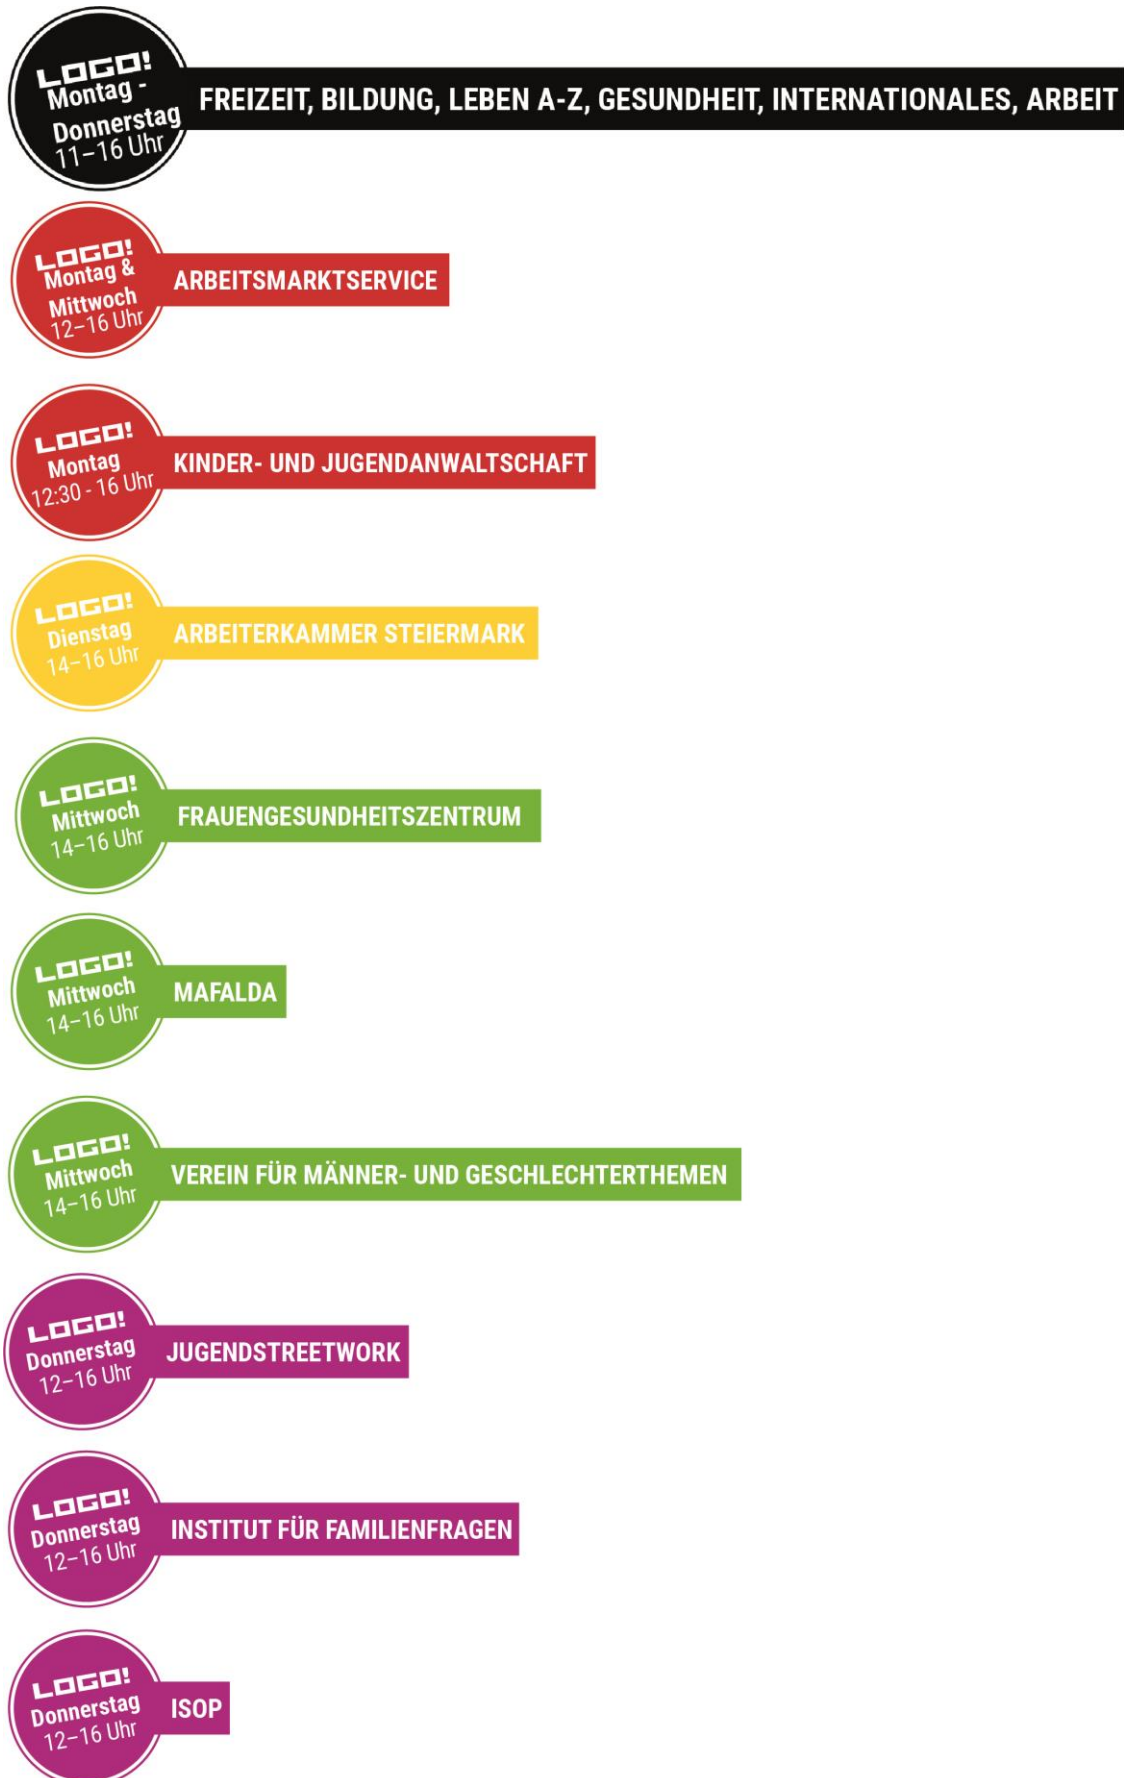 LOGO!
Montag -
Donnerstag
11–16 Uhr
FREIZEIT, BILDUNG, LEBEN A-Z, GESUNDHEIT, INTERNATIONALES, ARBEIT
LOGO!
Montag &
Mittwoch
12–16 Uhr
ARBEITSMARKTSERVICE
LOGO!
Montag
12:30 - 16 Uhr
KINDER- UND JUGENDANWALTSCHAFT
LOGO!
Dienstag
14–16 Uhr
ARBEITERKAMMER STEIERMARK
LOGO!
Mittwoch
14–16 Uhr
FRAUENGESUNDHEITSZENTRUM
LOGO!
Mittwoch
14–16 Uhr
MAFALDA
LOGO!
Mittwoch
14–16 Uhr
VEREIN FÜR MÄNNER- UND GESCHLECHTERTHEMEN
LOGO!
Donnerstag
12–16 Uhr
JUGENDSTREETWORK
LOGO!
Donnerstag
12–16 Uhr
INSTITUT FÜR FAMILIENFRAGEN
LOGO!
Donnerstag
12–16 Uhr
ISOP